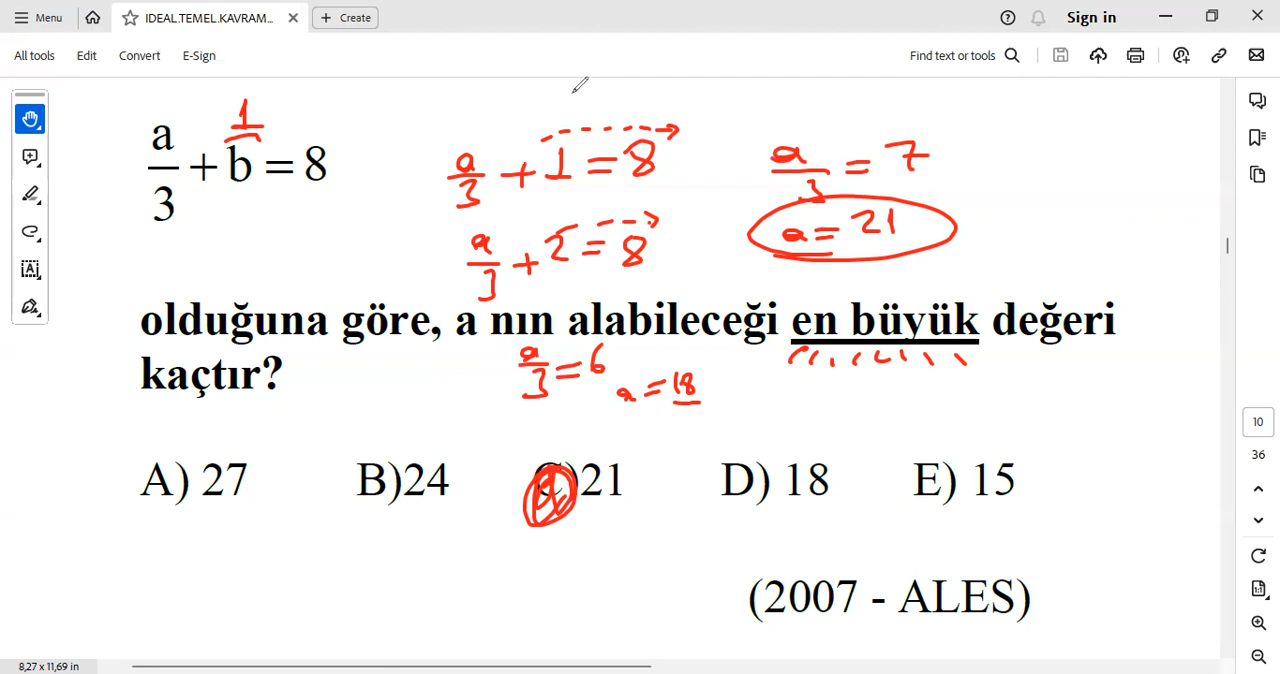 Menu
IDEAL.TEMEL.KAVRAM...
Create
Sign in
All tools
Edit
Convert
E-Sign
Find text or tools
1
a/3 + b = 8
a/3 + 1 = 8
a/3 = 7
a = 21
a/3 + 2 = 8
olduğuna göre, a nın alabileceği en büyük değeri
kaçtır?
a/3 = 6
a = 18
A) 27 B)24 C)21 D) 18 E) 15
(2007 - ALES)
10
36
8,27 x 11,69 in